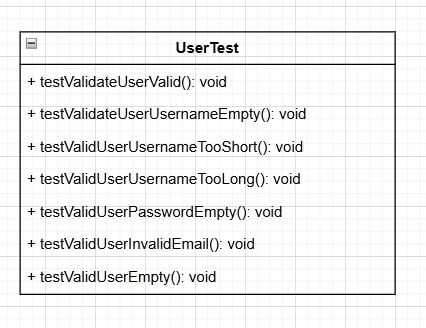 UserTest
+ testValidateUserValid(): void
+ testValidateUserUsernameEmpty(): void
+ testValidUserUsernameTooShort(): void
+ testValidUserUsernameTooLong(): void
+ testValidUserPasswordEmpty(): void
+ testValidUserInvalidEmail(): void
+ testValidUserEmpty(): void